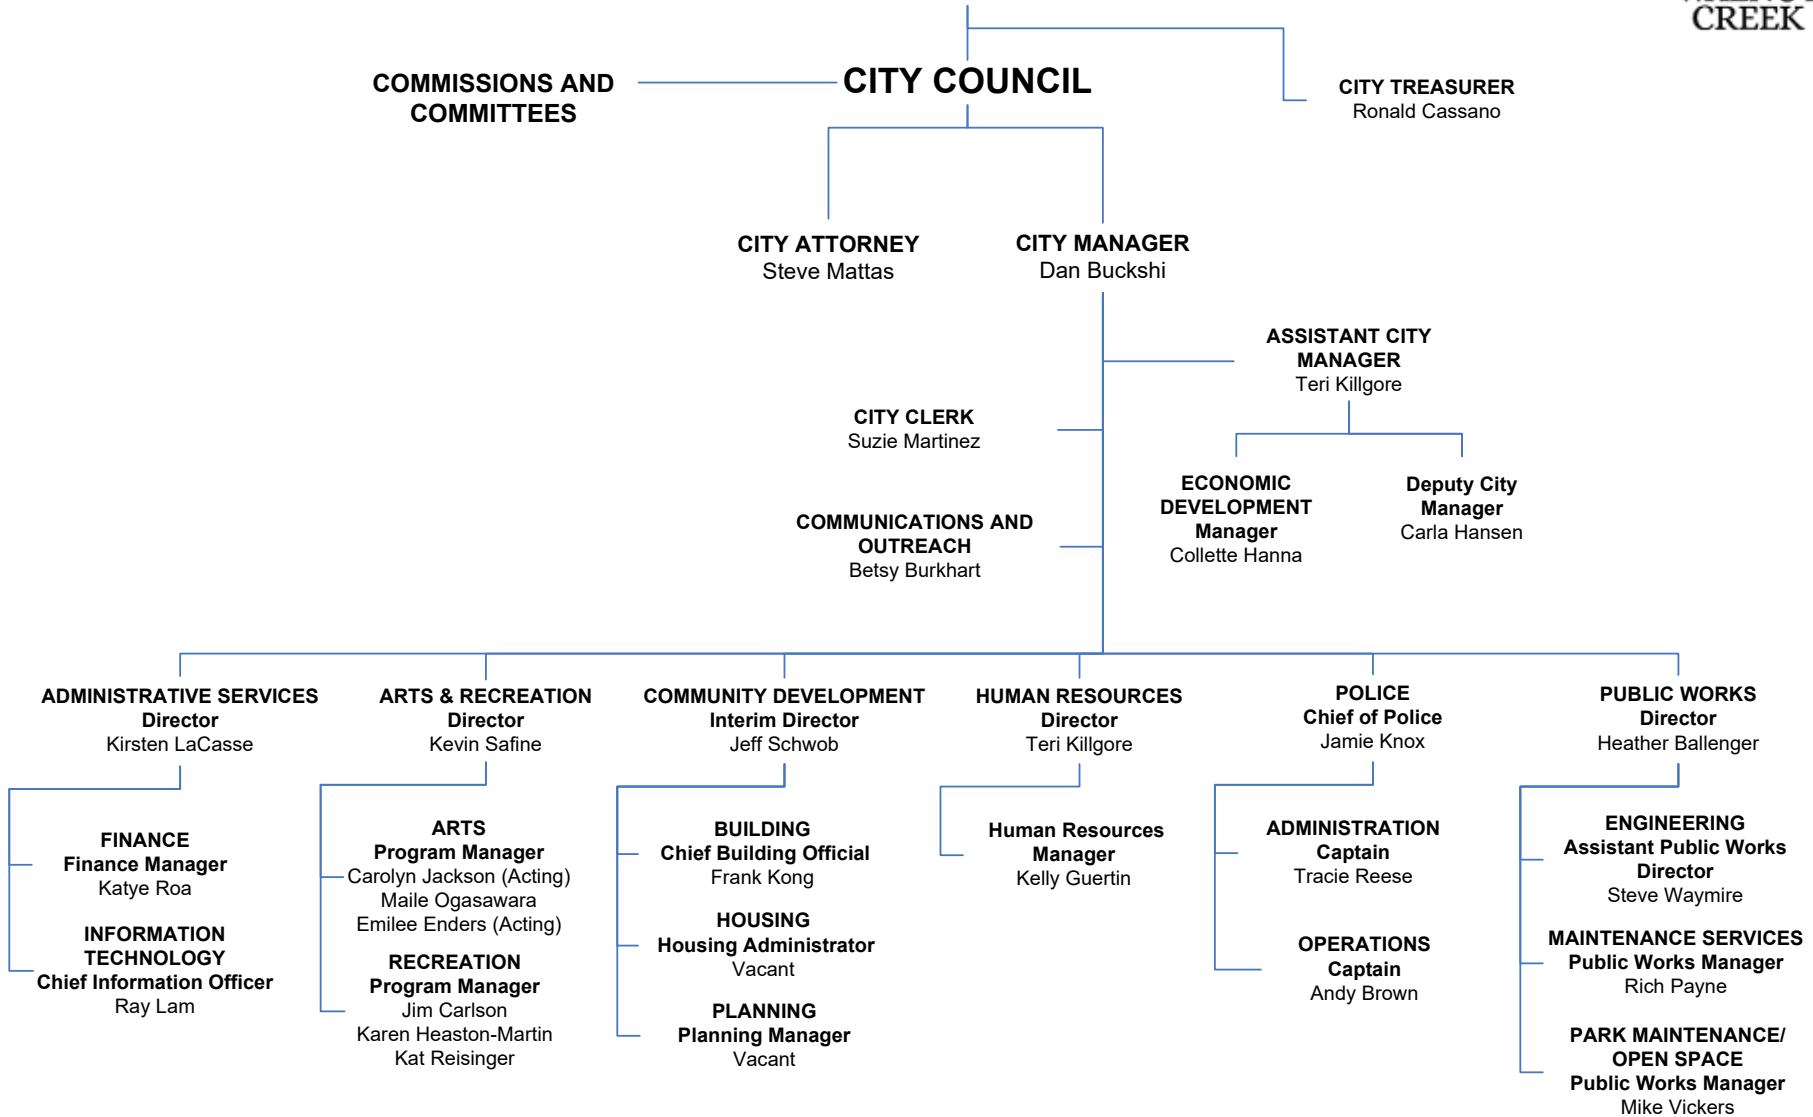 CREEK
COMMISSIONS AND
COMMITTEES
CITY COUNCIL
CITY TREASURER
Ronald Cassano
CITY ATTORNEY
Steve Mattas
CITY MANAGER
Dan Buckshi
ASSISTANT CITY
MANAGER
Teri Killgore
CITY CLERK
Suzie Martinez
ECONOMIC
DEVELOPMENT
Manager
Collette Hanna
Deputy City
Manager
Carla Hansen
COMMUNICATIONS AND
OUTREACH
Betsy Burkhart
ADMINISTRATIVE SERVICES
Director
Kirsten LaCasse
ARTS & RECREATION
Director
Kevin Safine
COMMUNITY DEVELOPMENT
Interim Director
Jeff Schwob
HUMAN RESOURCES
Director
Teri Killgore
POLICE
Chief of Police
Jamie Knox
PUBLIC WORKS
Director
Heather Ballenger
FINANCE
Finance Manager
Katye Roa
INFORMATION
TECHNOLOGY
Chief Information Officer
Ray Lam
ARTS
Program Manager
Carolyn Jackson (Acting)
Maile Ogasawara
Emilee Enders (Acting)
RECREATION
Program Manager
Jim Carlson
Karen Heaston-Martin
Kat Reisinger
BUILDING
Chief Building Official
Frank Kong
HOUSING
Housing Administrator
Vacant
PLANNING
Planning Manager
Vacant
Human Resources
Manager
Kelly Guertin
ADMINISTRATION
Captain
Tracie Reese
OPERATIONS
Captain
Andy Brown
ENGINEERING
Assistant Public Works
Director
Steve Waymire
MAINTENANCE SERVICES
Public Works Manager
Rich Payne
PARK MAINTENANCE/
OPEN SPACE
Public Works Manager
Mike Vickers